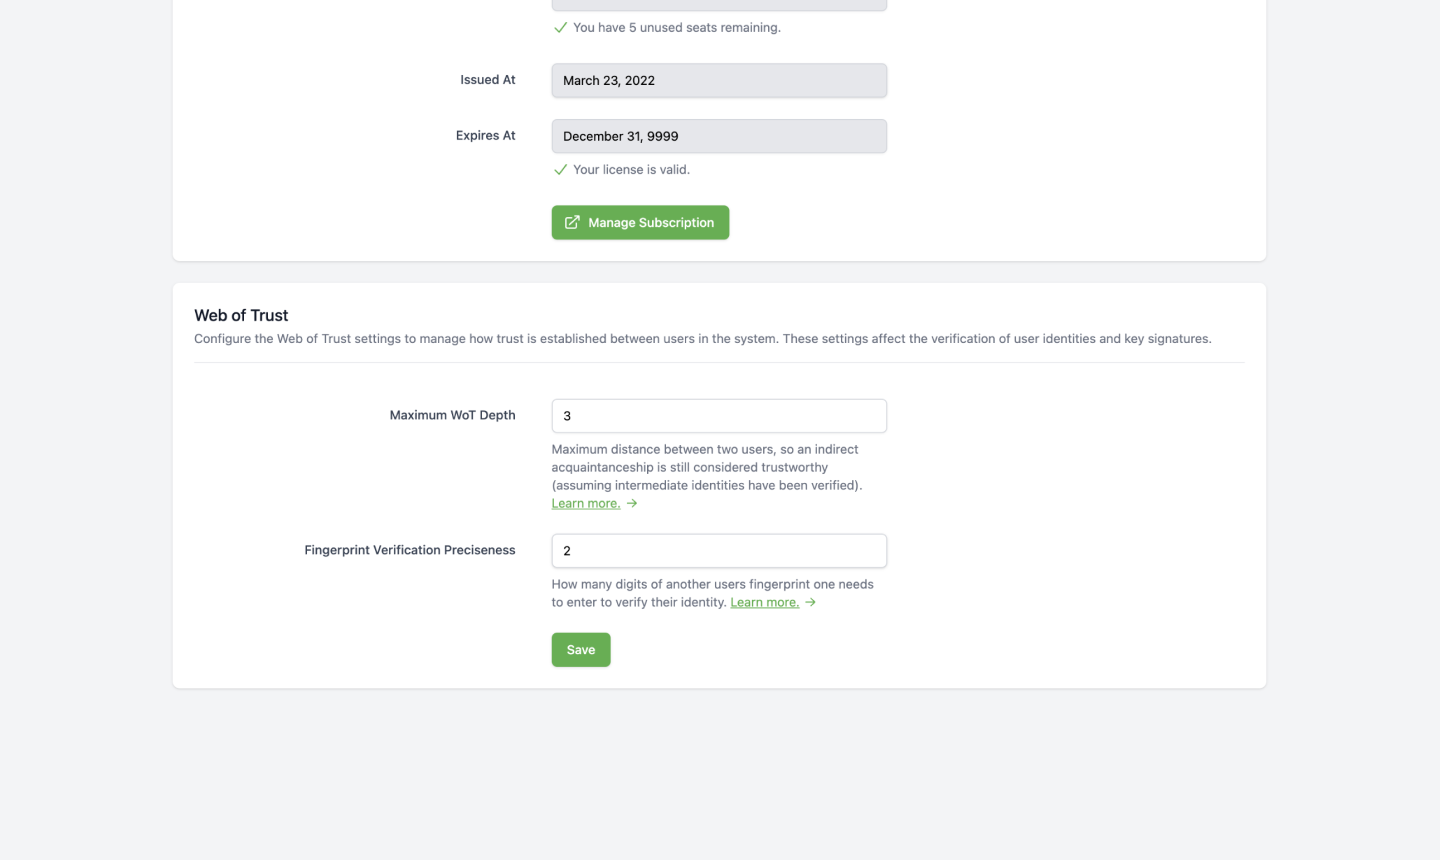 You have 5 unused seats remaining.
Issued At
March 23, 2022
Expires At
December 31, 9999
Your license is valid.
Manage Subscription
Web of Trust
Configure the Web of Trust settings to manage how trust is established between users in the system. These settings affect the verification of user identities and key signatures.
Maximum WoT Depth
3
Maximum distance between two users, so an indirect
acquaintanceship is still considered trustworthy
(assuming intermediate identities have been verified).
Learn more. →
Fingerprint Verification Preciseness
2
How many digits of another users fingerprint one needs
to enter to verify their identity. Learn more. →
Save